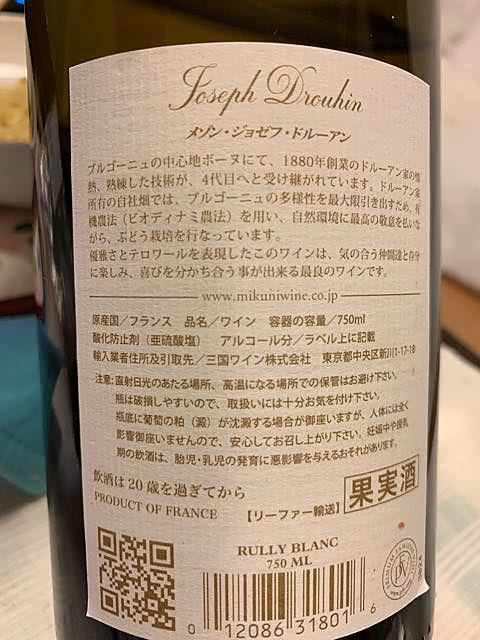 Joseph Drouhin
メゾン・ジョゼフ・ドルーアン
ブルゴーニュの中心地ボーヌにて、1880年創業のドルーアン家の情
熱、熟練した技術が、4代目へと受け継がれています。ドルーアン家
所有の自社畑では、ブルゴーニュの多様性を最大限引き出すため、有
機農法（ビオディナミ農法）を用い、自然環境に最高の敬意を払いな
がら、ぶどう栽培を行なっています。
優雅さとテロワールを表現したこのワインは、気の合う仲間達と存分
に楽しみ、喜びを分かち合う事が出来る最良のワインです。
www.mikuniwine.co.jp
原産国／フランス 品名／ワイン 容器の容量／750ml
酸化防止剤（亜硫酸塩） アルコール分／ラベル上に記載
輸入業者住所及引取先／三国ワイン株式会社 東京都中央区新川1-17-18
注意:直射日光のあたる場所、高温になる場所での保管はお避け下さい。
瓶は破損しやすいので、取扱いには十分お気を付け下さい。
瓶底に葡萄の粕（澱）が沈澱する場合が御座いますが、人体には全く
影響御座いませんので、安心してお召し上がり下さい。妊娠中や授乳
期の飲酒は、胎児・乳児の発育に悪影響を与えるおそれがあります。
飲酒は20歳を過ぎてから
PRODUCT OF FRANCE
【リーファー輸送】
果実酒
RULLY BLANC
750 ML
0 12086 31801 6